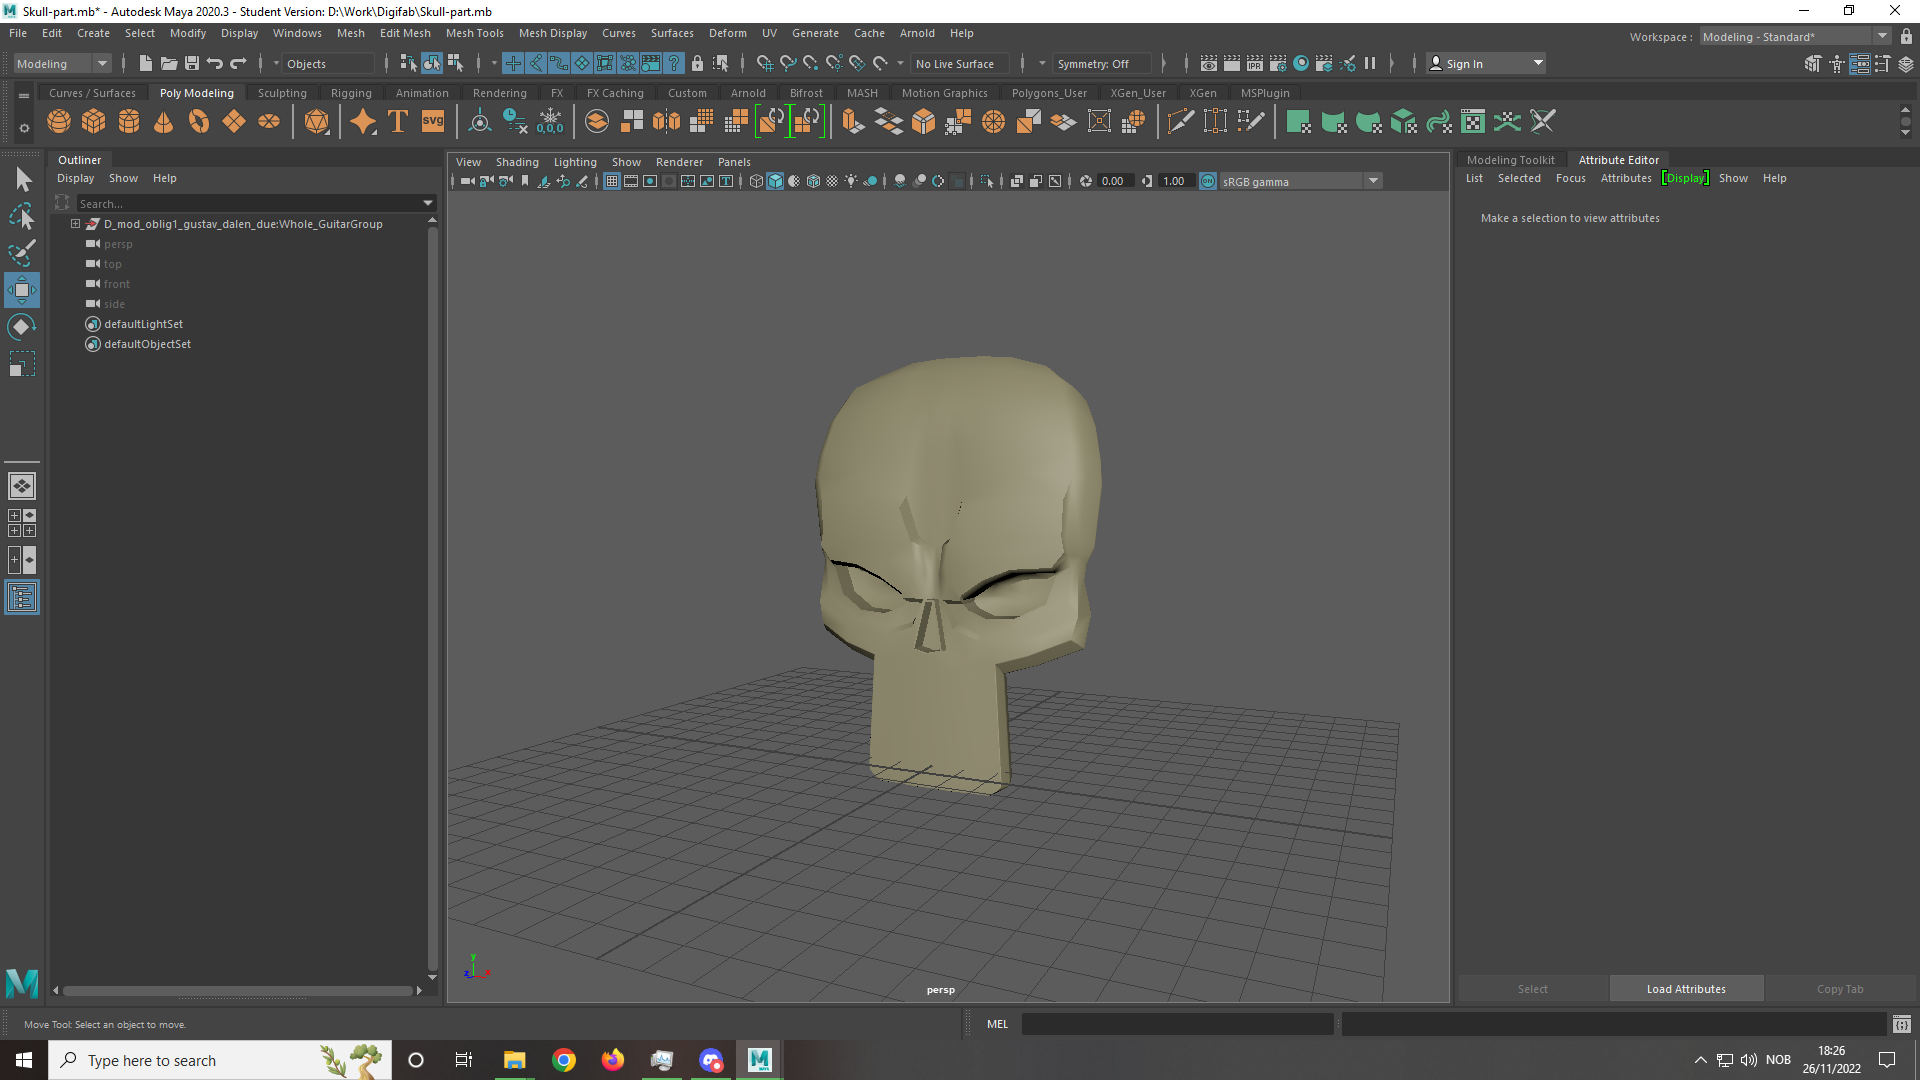 Skull-part.mb* - Autodesk Maya 2020.3 - Student Version: D:\Work\Digifab\Skull-part.mb
File Edit Create Select Modify Display Windows Mesh Edit Mesh Mesh Tools Mesh Display Curves Surfaces Deform UV Generate Cache Arnold Help
Workspace : Modeling - Standard*
Modeling Objects No Live Surface Symmetry: Off Sign In
Curves / Surfaces Poly Modeling Sculpting Rigging Animation Rendering FX FX Caching Custom Arnold Bifrost MASH Motion Graphics Polygons_User XGen_User XGen MSPlugin
T svg 0,0,0
Outliner
Display Show Help
Search...
D_mod_oblig1_gustav_dalen_due:Whole_GuitarGroup
persp
top
front
side
defaultLightSet
defaultObjectSet
View Shading Lighting Show Renderer Panels
0.00 1.00 ON sRGB gamma
y
z x
persp
Modeling Toolkit Attribute Editor
List Selected Focus Attributes [Display] Show Help
Make a selection to view attributes
Select Load Attributes Copy Tab
Move Tool: Select an object to move.
MEL
Type here to search
NOB
18:26
26/11/2022